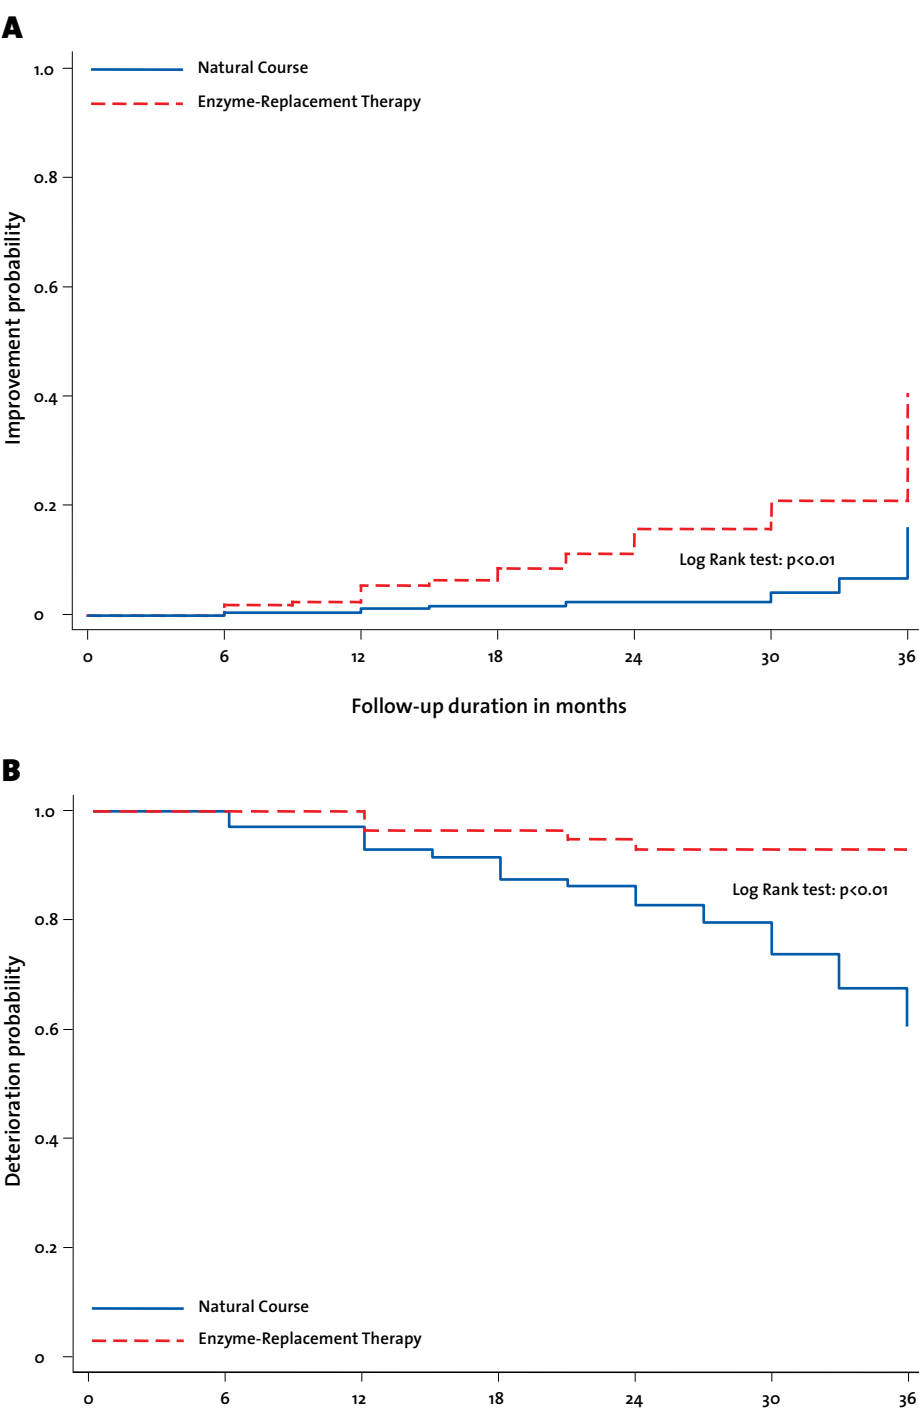 A
1.0
Natural Course
Enzyme-Replacement Therapy
0.8
0.6
0.4
0.2
0
Improvement probability
Log Rank test: p<0.01
0 6 12 18 24 30 36
Follow-up duration in months
B
1.0
0.8
0.6
0.4
0.2
0
Deterioration probability
Log Rank test: p<0.01
Natural Course
Enzyme-Replacement Therapy
0 6 12 18 24 30 36